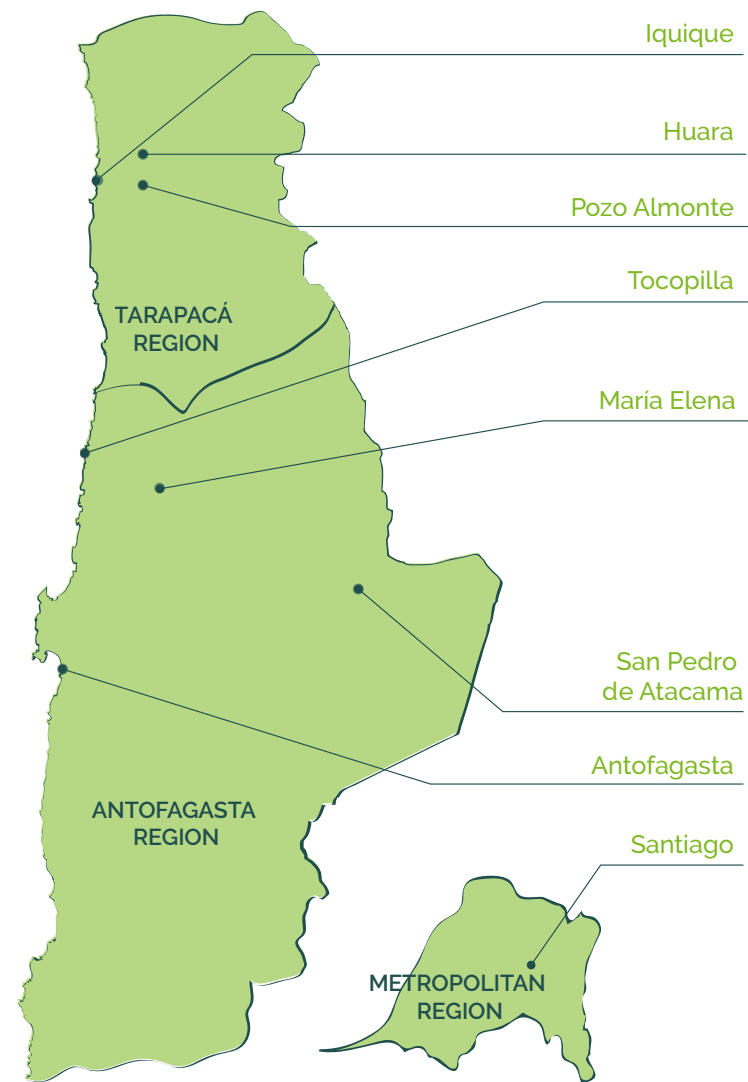 Iquique
Huara
Pozo Almonte
Tocopilla
TARAPACÁ
REGION
María Elena
San Pedro
de Atacama
Antofagasta
ANTOFAGASTA
REGION
Santiago
METROPOLITAN
REGION